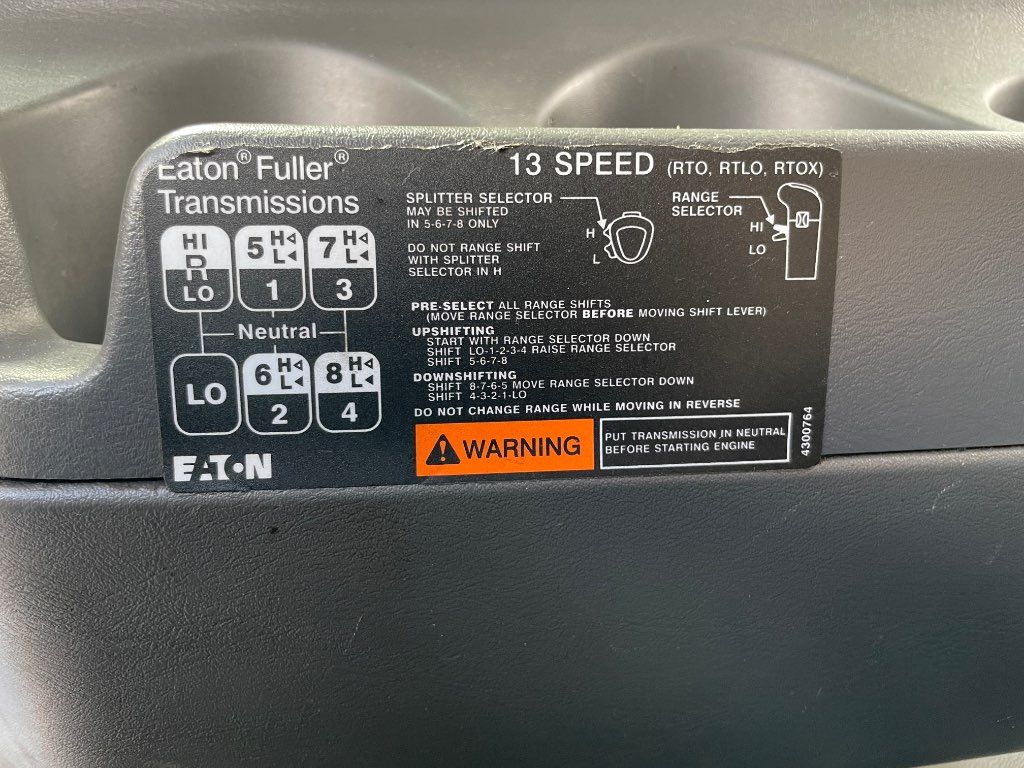 Eaton® Fuller®
Transmissions
13 SPEED (RTO, RTLO, RTOX)
SPLITTER SELECTOR
MAY BE SHIFTED
IN 5-6-7-8 ONLY
H
L
DO NOT RANGE SHIFT
WITH SPLITTER
SELECTOR IN H
RANGE
SELECTOR
HI
LO
HI
R
LO
5 H
L
1
7 H
L
3
Neutral
LO
6 H
L
2
8 H
L
4
PRE-SELECT ALL RANGE SHIFTS
(MOVE RANGE SELECTOR BEFORE MOVING SHIFT LEVER)
UPSHIFTING
START WITH RANGE SELECTOR DOWN
SHIFT LO-1-2-3-4 RAISE RANGE SELECTOR
SHIFT 5-6-7-8
DOWNSHIFTING
SHIFT 8-7-6-5 MOVE RANGE SELECTOR DOWN
SHIFT 4-3-2-1-LO
DO NOT CHANGE RANGE WHILE MOVING IN REVERSE
WARNING
PUT TRANSMISSION IN NEUTRAL
BEFORE STARTING ENGINE
4300764
EATON